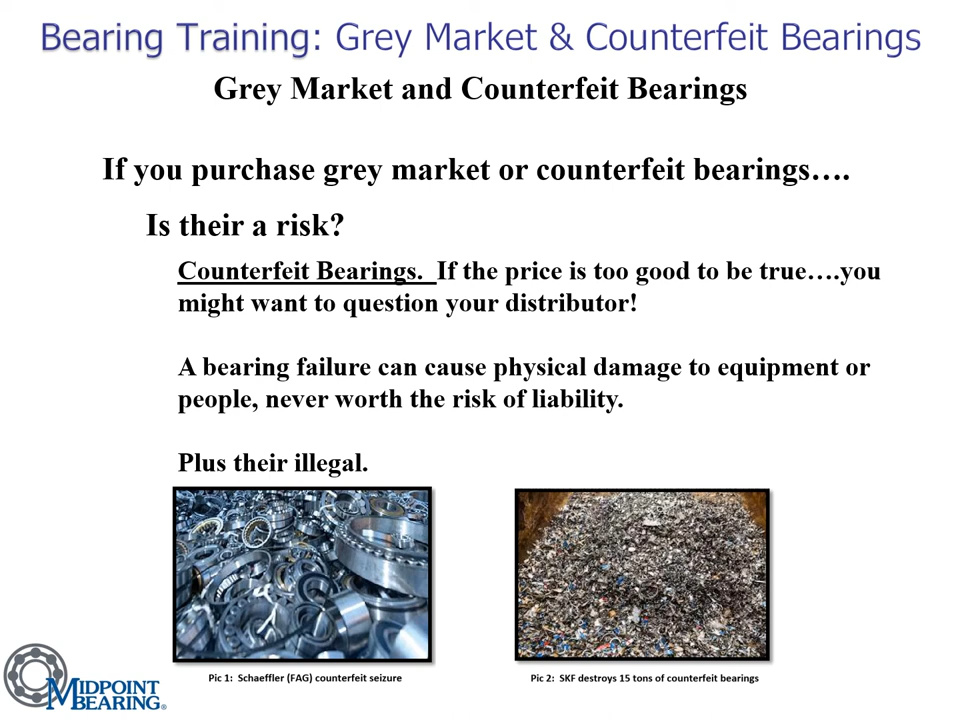 Bearing Training: Grey Market & Counterfeit Bearings
Grey Market and Counterfeit Bearings
If you purchase grey market or counterfeit bearings….
Is their a risk?
Counterfeit Bearings.  If the price is too good to be true….you
might want to question your distributor!
A bearing failure can cause physical damage to equipment or
people, never worth the risk of liability.
Plus their illegal.
Pic 1:  Schaeffler (FAG) counterfeit seizure
Pic 2:  SKF destroys 15 tons of counterfeit bearings
MIDPOINT
BEARING®